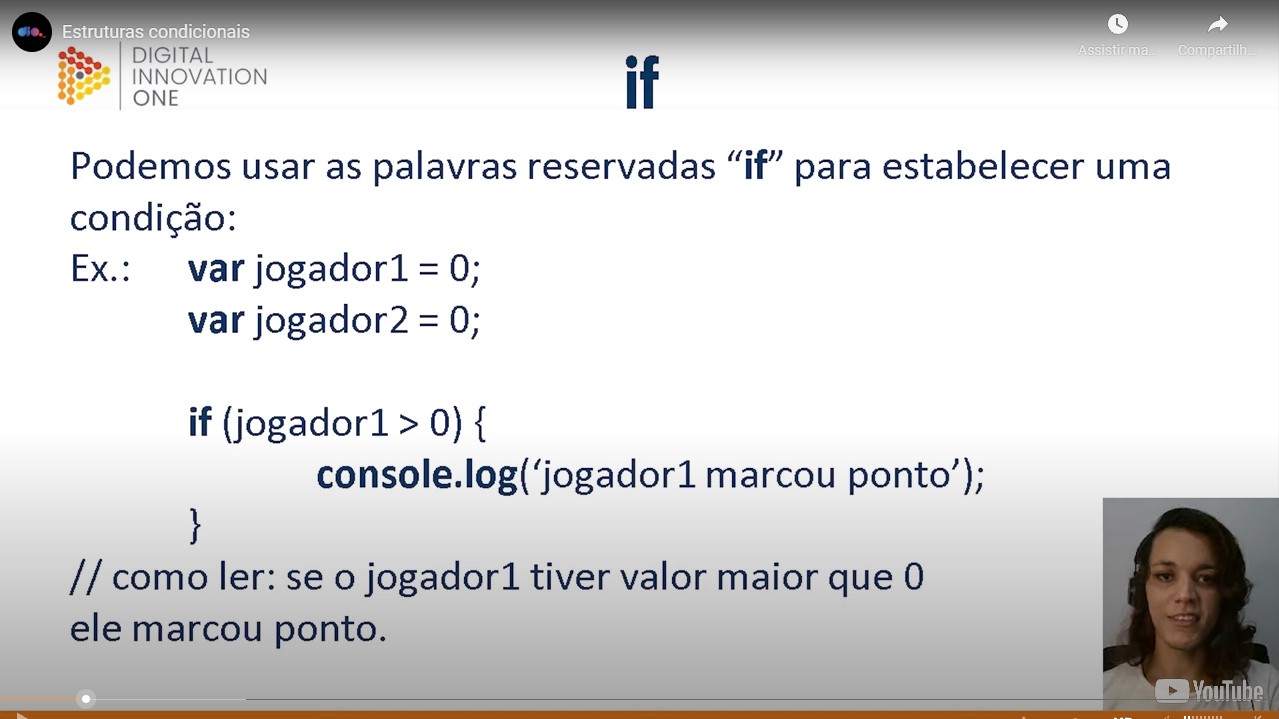 Estruturas condicionais
Assistir ma...
Compartilh...
DIGITAL
INNOVATION
ONE
if
Podemos usar as palavras reservadas “if” para estabelecer uma
condição:
Ex.: var jogador1 = 0;
var jogador2 = 0;
if (jogador1 > 0) {
console.log(‘jogador1 marcou ponto’);
}
// como ler: se o jogador1 tiver valor maior que 0
ele marcou ponto.
YouTube